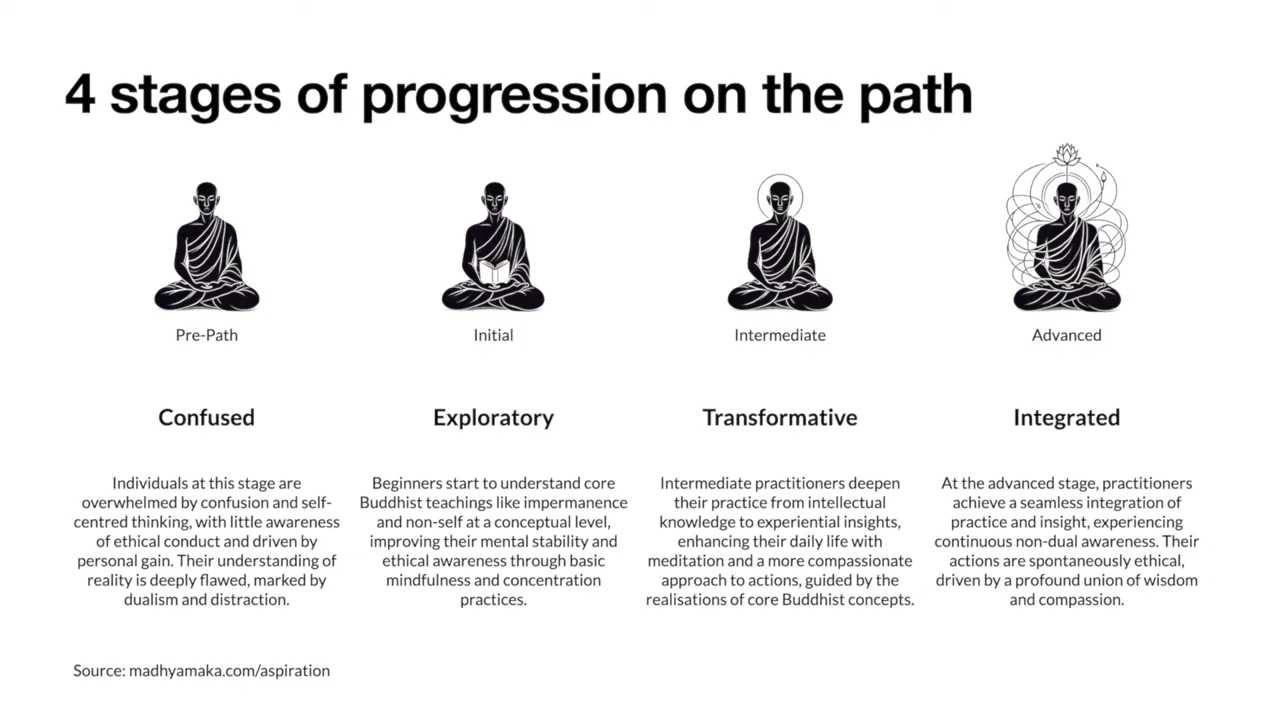 4 stages of progression on the path
Pre-Path
Initial
Intermediate
Advanced
Confused
Exploratory
Transformative
Integrated
Individuals at this stage are
overwhelmed by confusion and self-
centred thinking, with little awareness
of ethical conduct and driven by
personal gain. Their understanding of
reality is deeply flawed, marked by
dualism and distraction.
Beginners start to understand core
Buddhist teachings like impermanence
and non-self at a conceptual level,
improving their mental stability and
ethical awareness through basic
mindfulness and concentration
practices.
Intermediate practitioners deepen
their practice from intellectual
knowledge to experiential insights,
enhancing their daily life with
meditation and a more compassionate
approach to actions, guided by the
realisations of core Buddhist concepts.
At the advanced stage, practitioners
achieve a seamless integration of
practice and insight, experiencing
continuous non-dual awareness. Their
actions are spontaneously ethical,
driven by a profound union of wisdom
and compassion.
Source: madhyamaka.com/aspiration